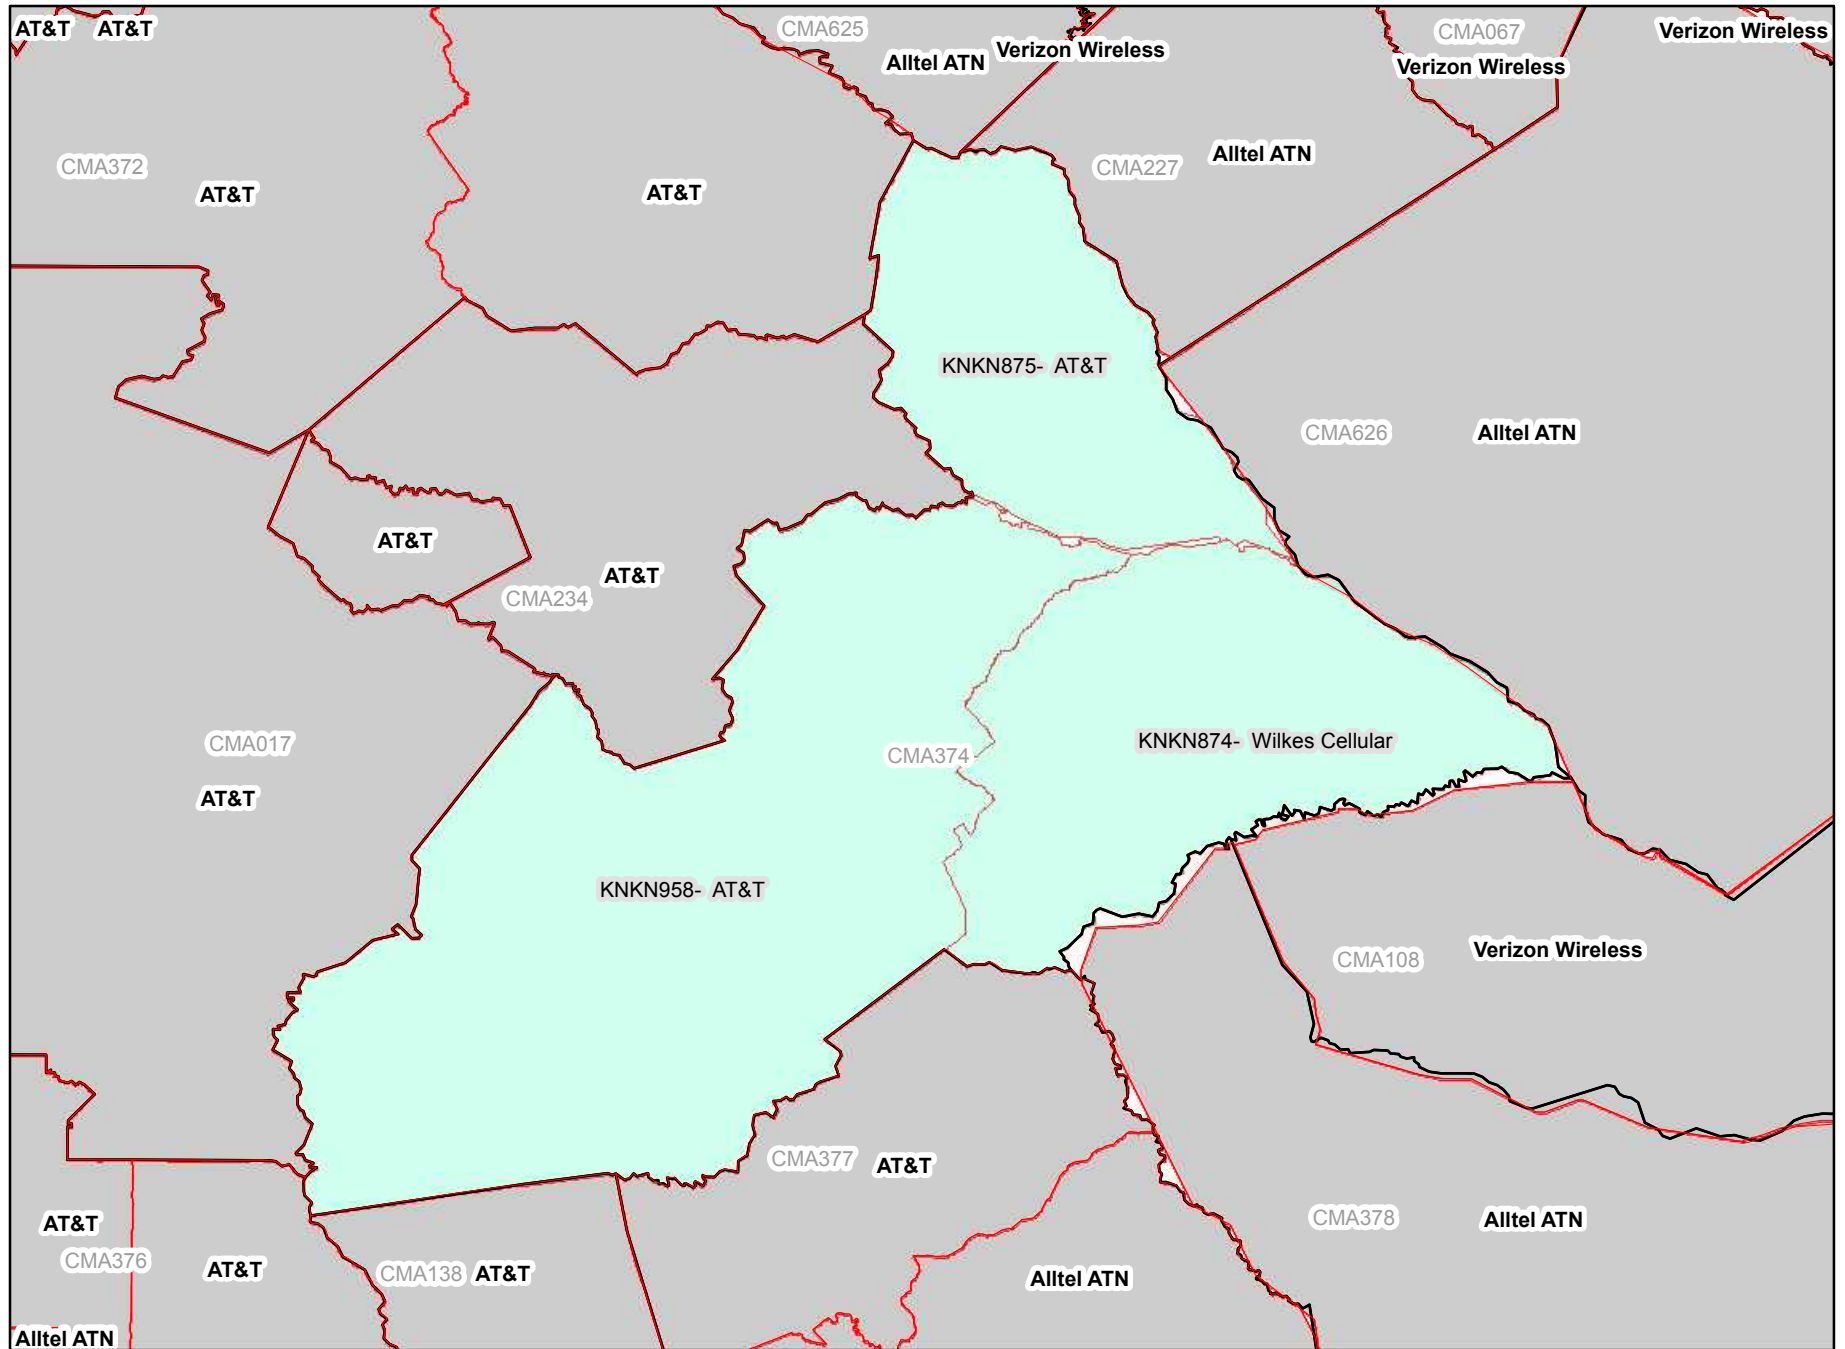 AT&T
AT&T
CMA625
Alltel ATN
Verizon Wireless
CMA067
Verizon Wireless
Verizon Wireless
CMA372
AT&T
AT&T
CMA227
Alltel ATN
KNKN875- AT&T
CMA626
Alltel ATN
AT&T
AT&T
CMA234
CMA017
AT&T
CMA374
KNKN874- Wilkes Cellular
KNKN958- AT&T
CMA108
Verizon Wireless
CMA377
AT&T
CMA378
Alltel ATN
AT&T
CMA376
AT&T
CMA138
AT&T
Alltel ATN
Alltel ATN